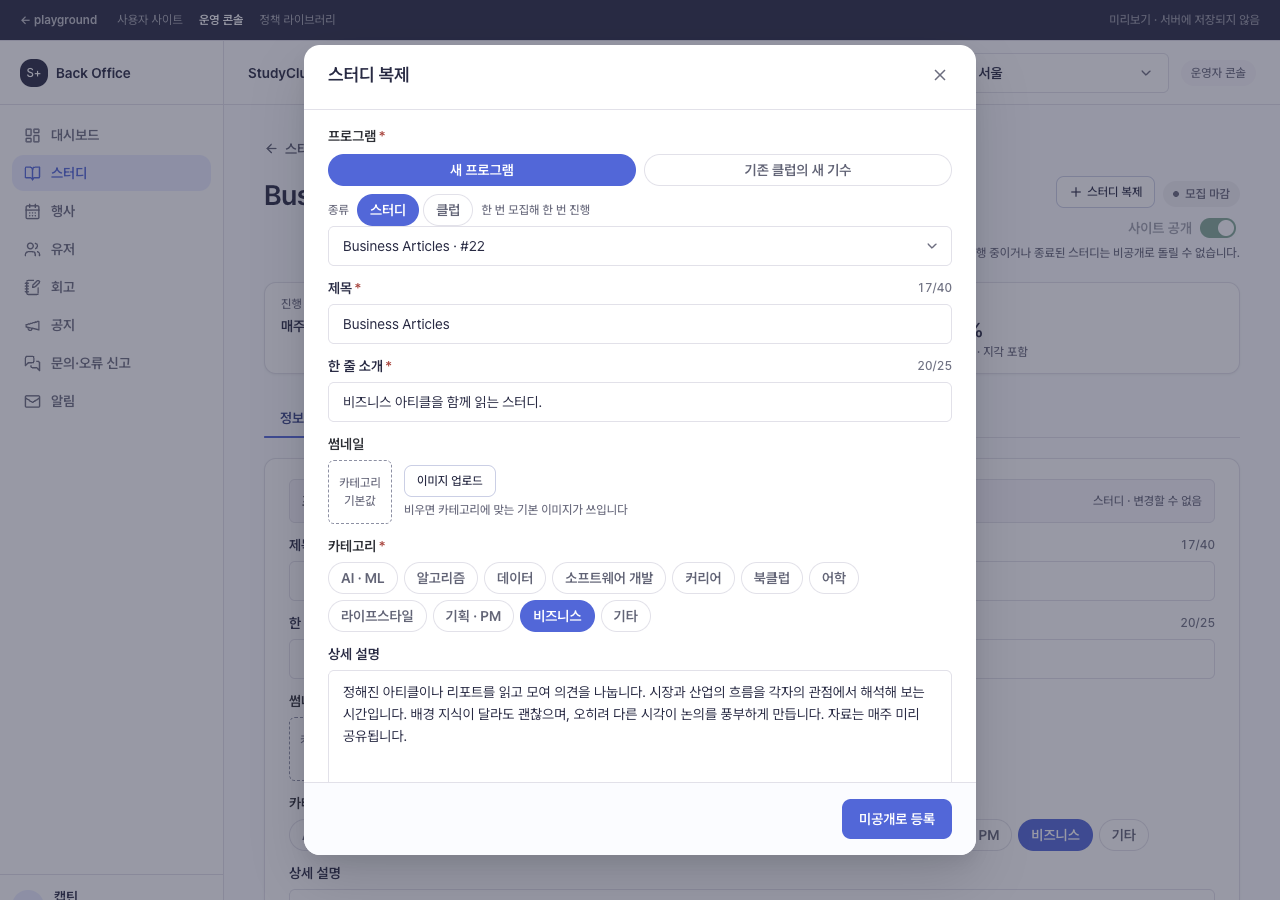 ← playground 사용자 사이트 운영 콘솔 정책 라이브러리 미리보기 · 서버에 저장되지 않음
S+ Back Office
StudyClu
서울
운영자 콘솔
대시보드
스터디
행사
유저
회고
공지
문의·오류 신고
알림
캡틴
← 스터
Bus
+ 스터디 복제
모집 마감
사이트 공개
행 중이거나 종료된 스터디는 비공개로 돌릴 수 없습니다.
진행
매주
%
· 지각 포함
정보
스터디 · 변경할 수 없음
제목
17/40
한
20/25
썸네
카테
PM
비즈니스
기타
상세 설명
스터디 복제
프로그램 *
새 프로그램
기존 클럽의 새 기수
종류 스터디 클럽 한 번 모집해 한 번 진행
Business Articles · #22
제목 * 17/40
Business Articles
한 줄 소개 * 20/25
비즈니스 아티클을 함께 읽는 스터디.
썸네일
카테고리
기본값
이미지 업로드
비우면 카테고리에 맞는 기본 이미지가 쓰입니다
카테고리 *
AI · ML 알고리즘 데이터 소프트웨어 개발 커리어 북클럽 어학
라이프스타일 기획 · PM 비즈니스 기타
상세 설명
정해진 아티클이나 리포트를 읽고 모여 의견을 나눕니다. 시장과 산업의 흐름을 각자의 관점에서 해석해 보는
시간입니다. 배경 지식이 달라도 괜찮으며, 오히려 다른 시각이 논의를 풍부하게 만듭니다. 자료는 매주 미리
공유됩니다.
미공개로 등록